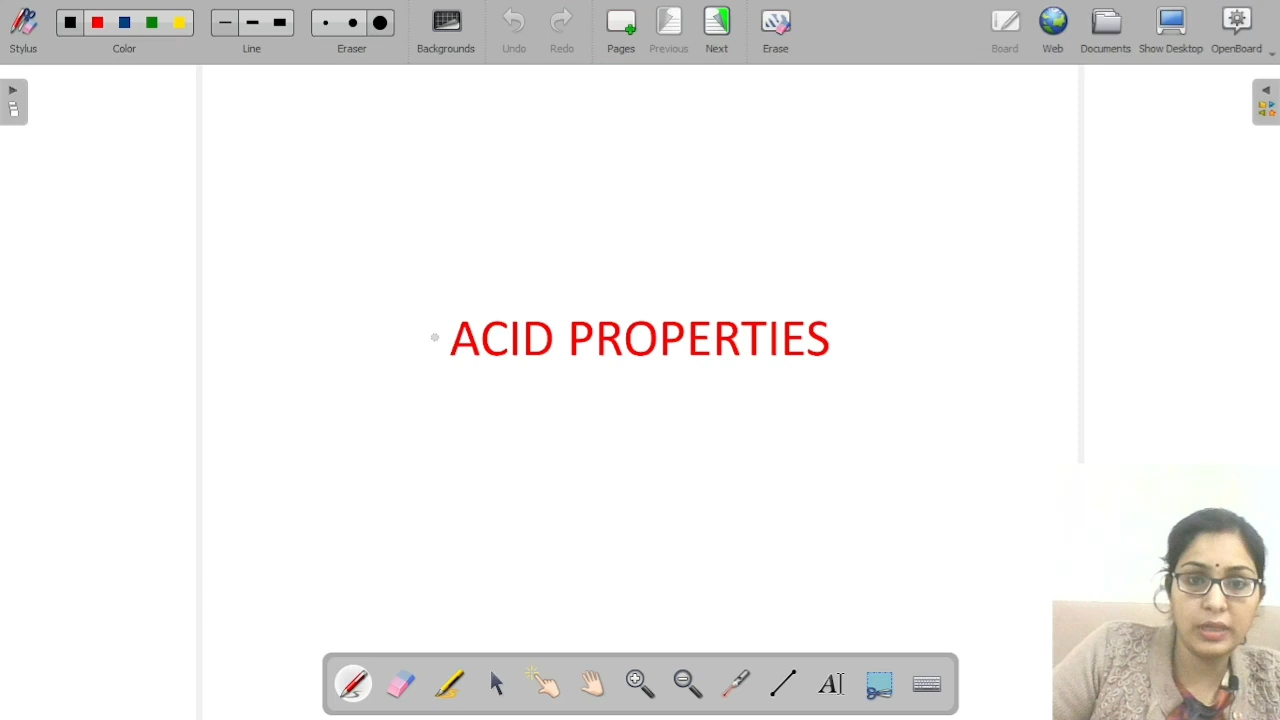 Stylus
Color
Line
Eraser
Backgrounds
Undo
Redo
Pages
Previous
Next
Erase
Board
Web
Documents
Show Desktop
OpenBoard
ACID PROPERTIES